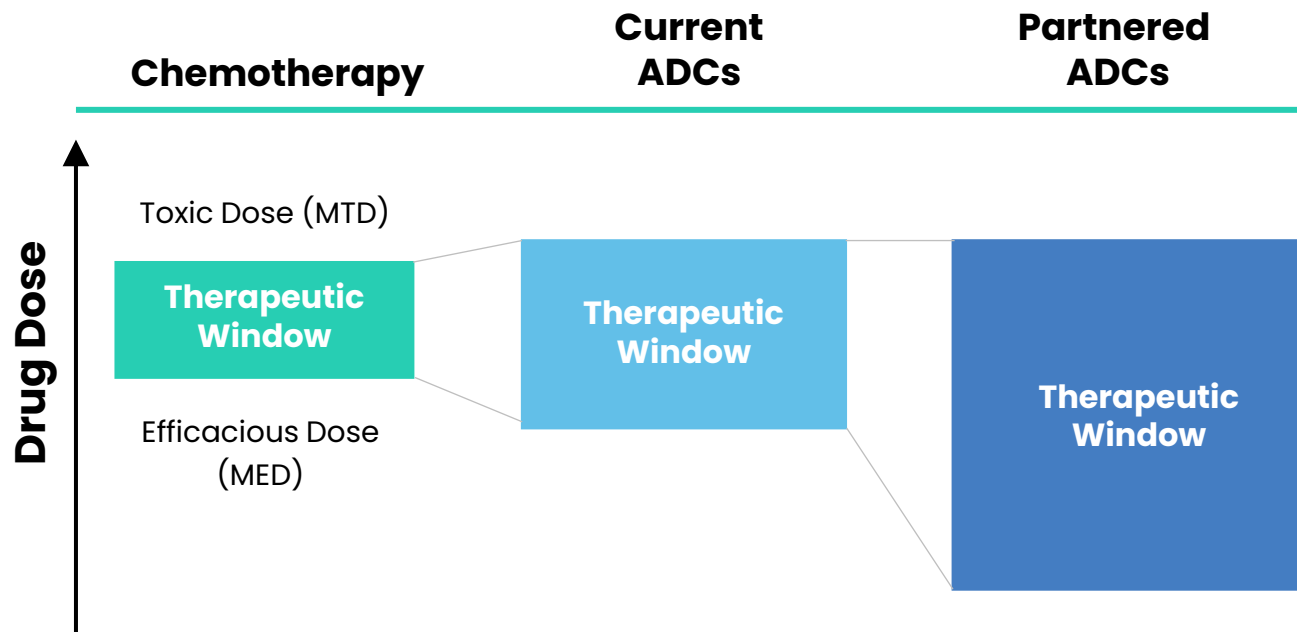 Chemotherapy
Current
ADCs
Partnered
ADCs
Drug Dose
Toxic Dose (MTD)
Therapeutic
Window
Efficacious Dose
(MED)
Therapeutic
Window
Therapeutic
Window